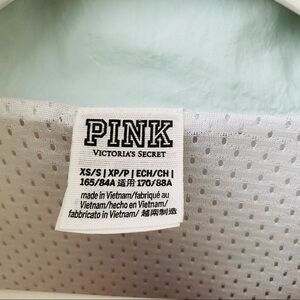 PINK
VICTORIA'S SECRET
XS/S | XP/P | ECH/CH |
165/84A 适用 170/88A
made in Vietnam/fabriqué au
Vietnam/hecho en Vietnam/
fabbricato in Vietnam/ 越南制造